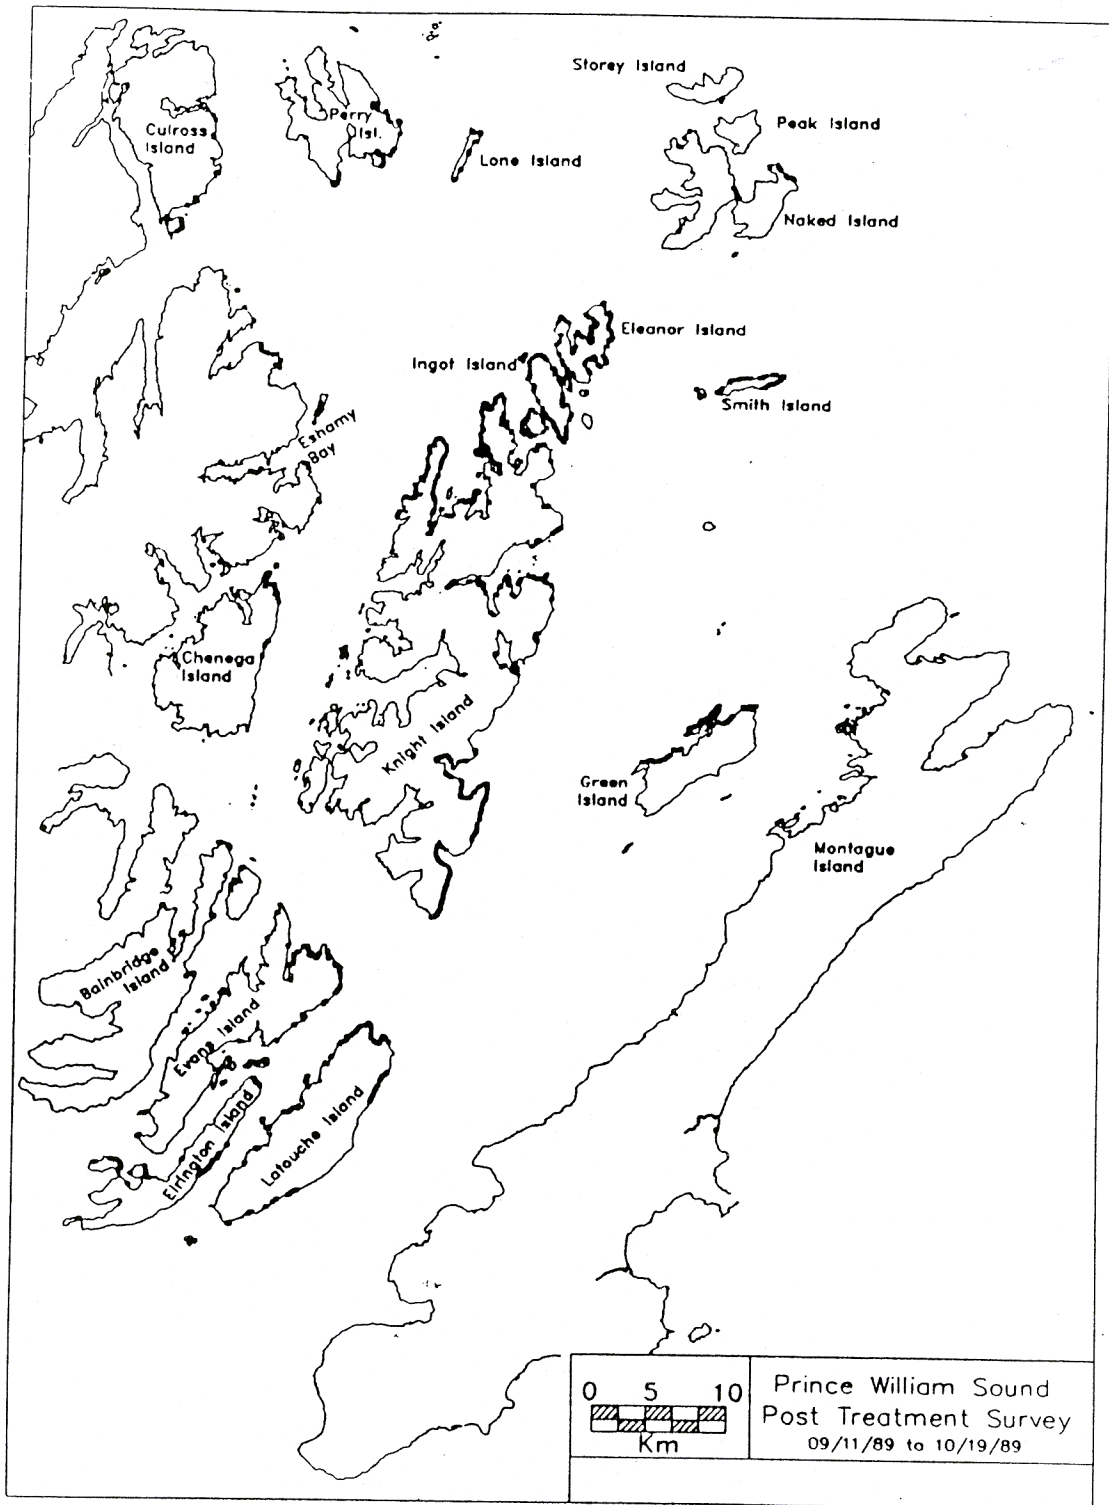 Storey Island
Peak Island
Perry
Isl.
Culross
Island
Lone Island
Naked Island
Eleanor Island
Ingot Island
Smith Island
Eshamy
Bay
Chenega
Island
Knight Island
Green
Island
Montague
Island
Bainbridge
Island
Evans Island
Elrington Island
Latouche Island
0 5 10
Km
Prince William Sound
Post Treatment Survey
09/11/89 to 10/19/89